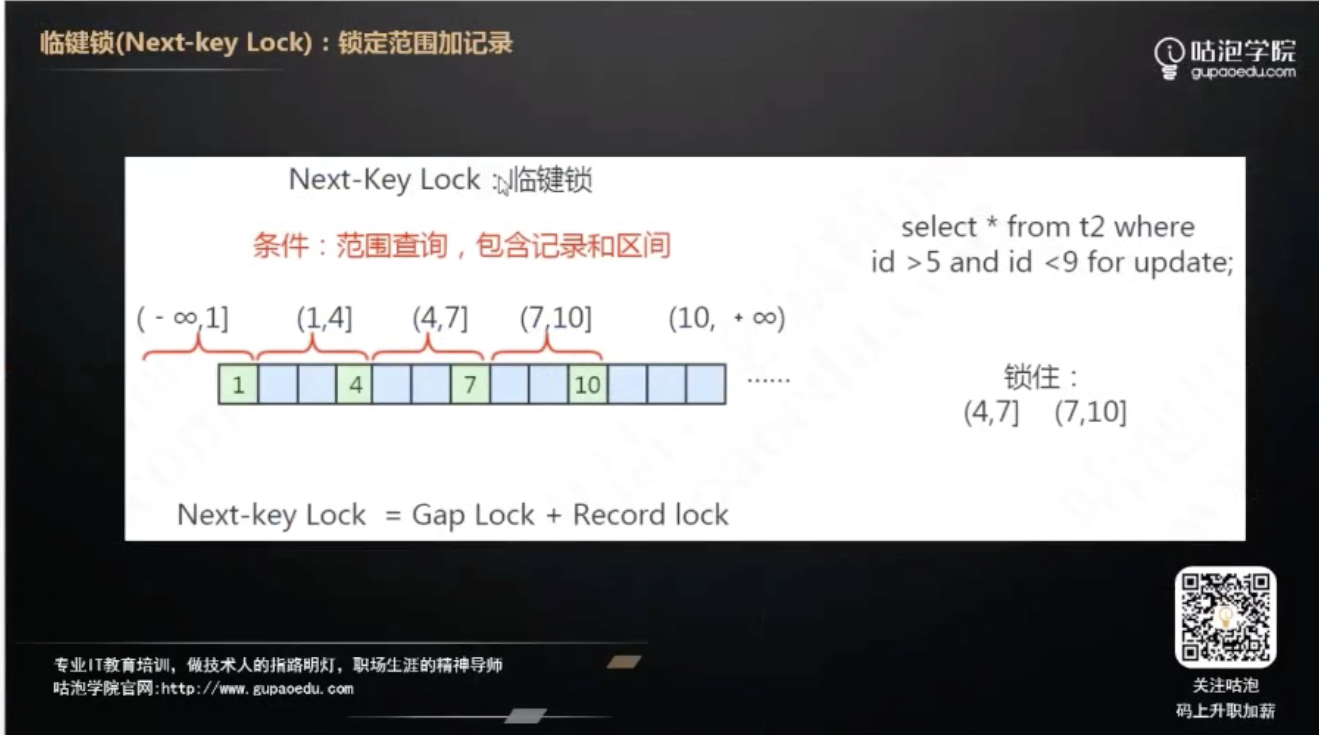 临键锁(Next-key Lock)：锁定范围加记录
咕泡学院
gupaoedu.com
Next-Key Lock：临键锁
条件：范围查询，包含记录和区间
select * from t2 where
id >5 and id <9 for update;
(-∞,1] (1,4] (4,7] (7,10] (10, +∞)
1 4 7 10 ……
锁住：
(4,7] (7,10]
Next-key Lock = Gap Lock + Record lock
专业IT教育培训，做技术人的指路明灯，职场生涯的精神导师
咕泡学院官网:http://www.gupaoedu.com
关注咕泡
码上升职加薪